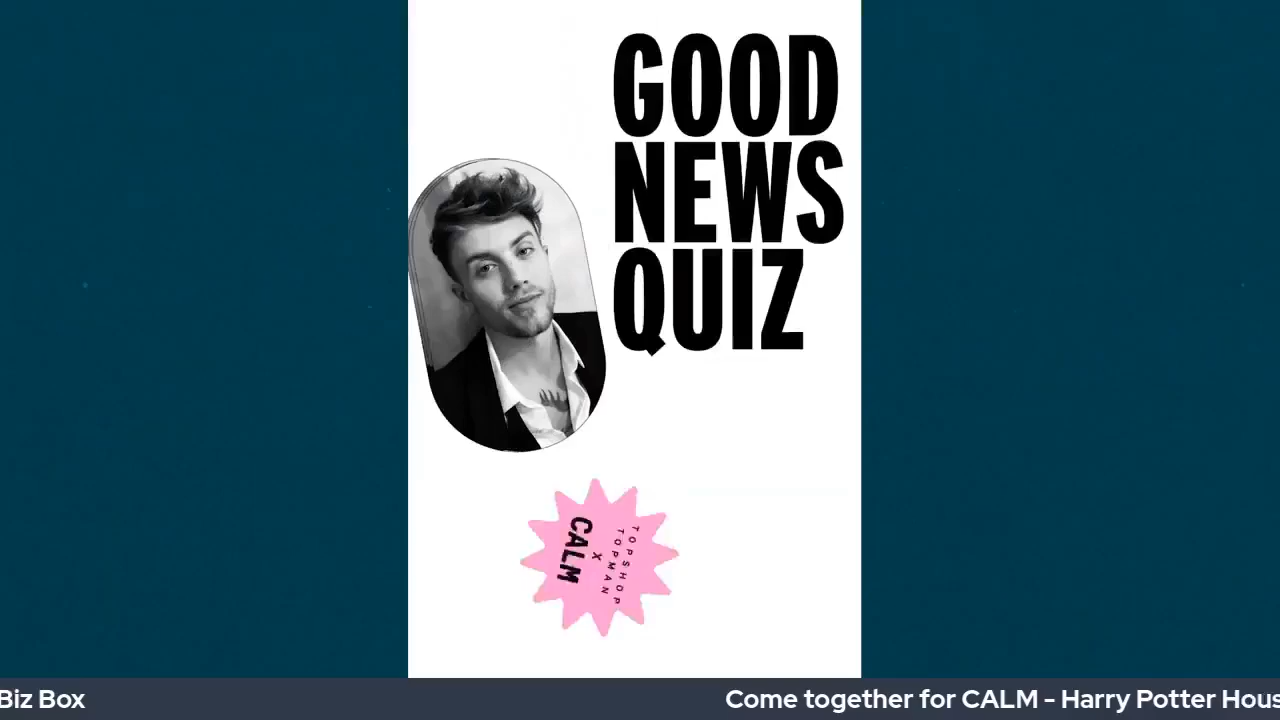 GOOD
NEWS
QUIZ
TOPSHOP
TOPMAN
X
CALM
Biz Box
Come together for CALM - Harry Potter Hous